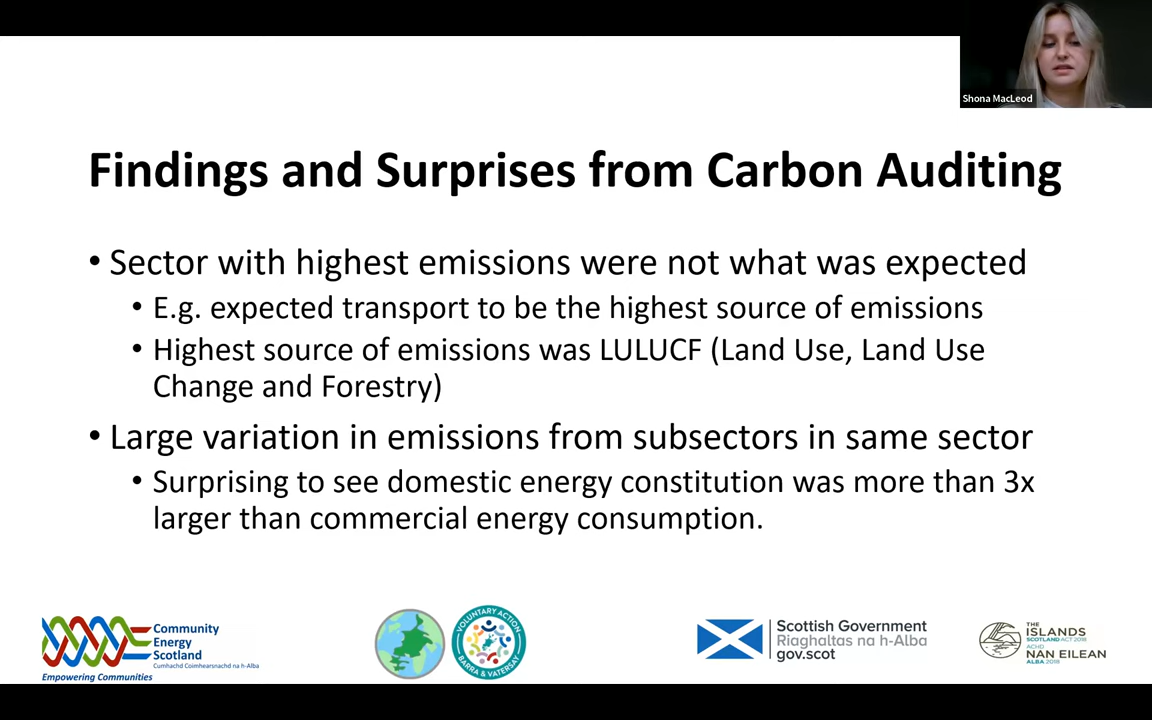 Shona MacLeod
Findings and Surprises from Carbon Auditing
• Sector with highest emissions were not what was expected
• E.g. expected transport to be the highest source of emissions
• Highest source of emissions was LULUCF (Land Use, Land Use
Change and Forestry)
• Large variation in emissions from subsectors in same sector
• Surprising to see domestic energy constitution was more than 3x
larger than commercial energy consumption.
Community
Energy
Scotland
Cumhachd Coimhearsnachd na h-Alba
Empowering Communities
VOLUNTARY ACTION
BARRA & VATERSAY
Scottish Government
Riaghaltas na h-Alba
gov.scot
THE
ISLANDS
SCOTLAND ACT 2018
ACHD
NAN EILEAN
ALBA 2018